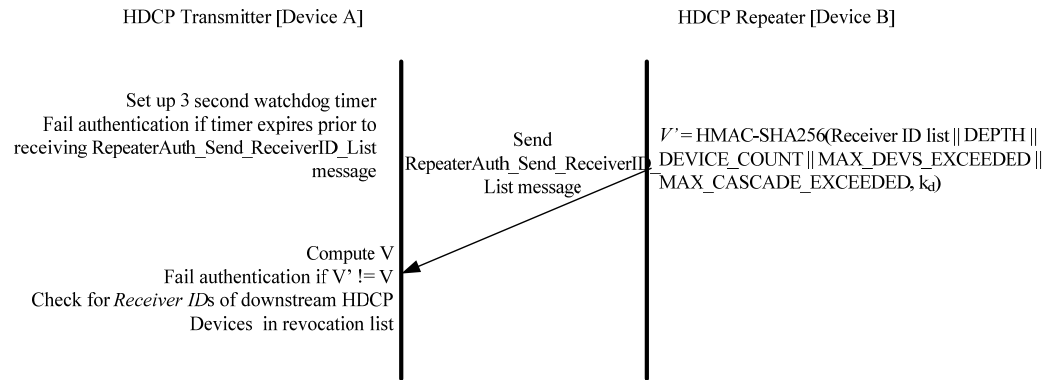 HDCP Transmitter [Device A]
HDCP Repeater [Device B]
Set up 3 second watchdog timer
Fail authentication if timer expires prior to
receiving RepeaterAuth_Send_ReceiverID_List
message
Send
RepeaterAuth_Send_ReceiverID_
List message
V’ = HMAC-SHA256(Receiver ID list || DEPTH ||
DEVICE_COUNT || MAX_DEVS_EXCEEDED ||
MAX_CASCADE_EXCEEDED, kd)
Compute V
Fail authentication if V’ != V
Check for Receiver IDs of downstream HDCP
Devices in revocation list